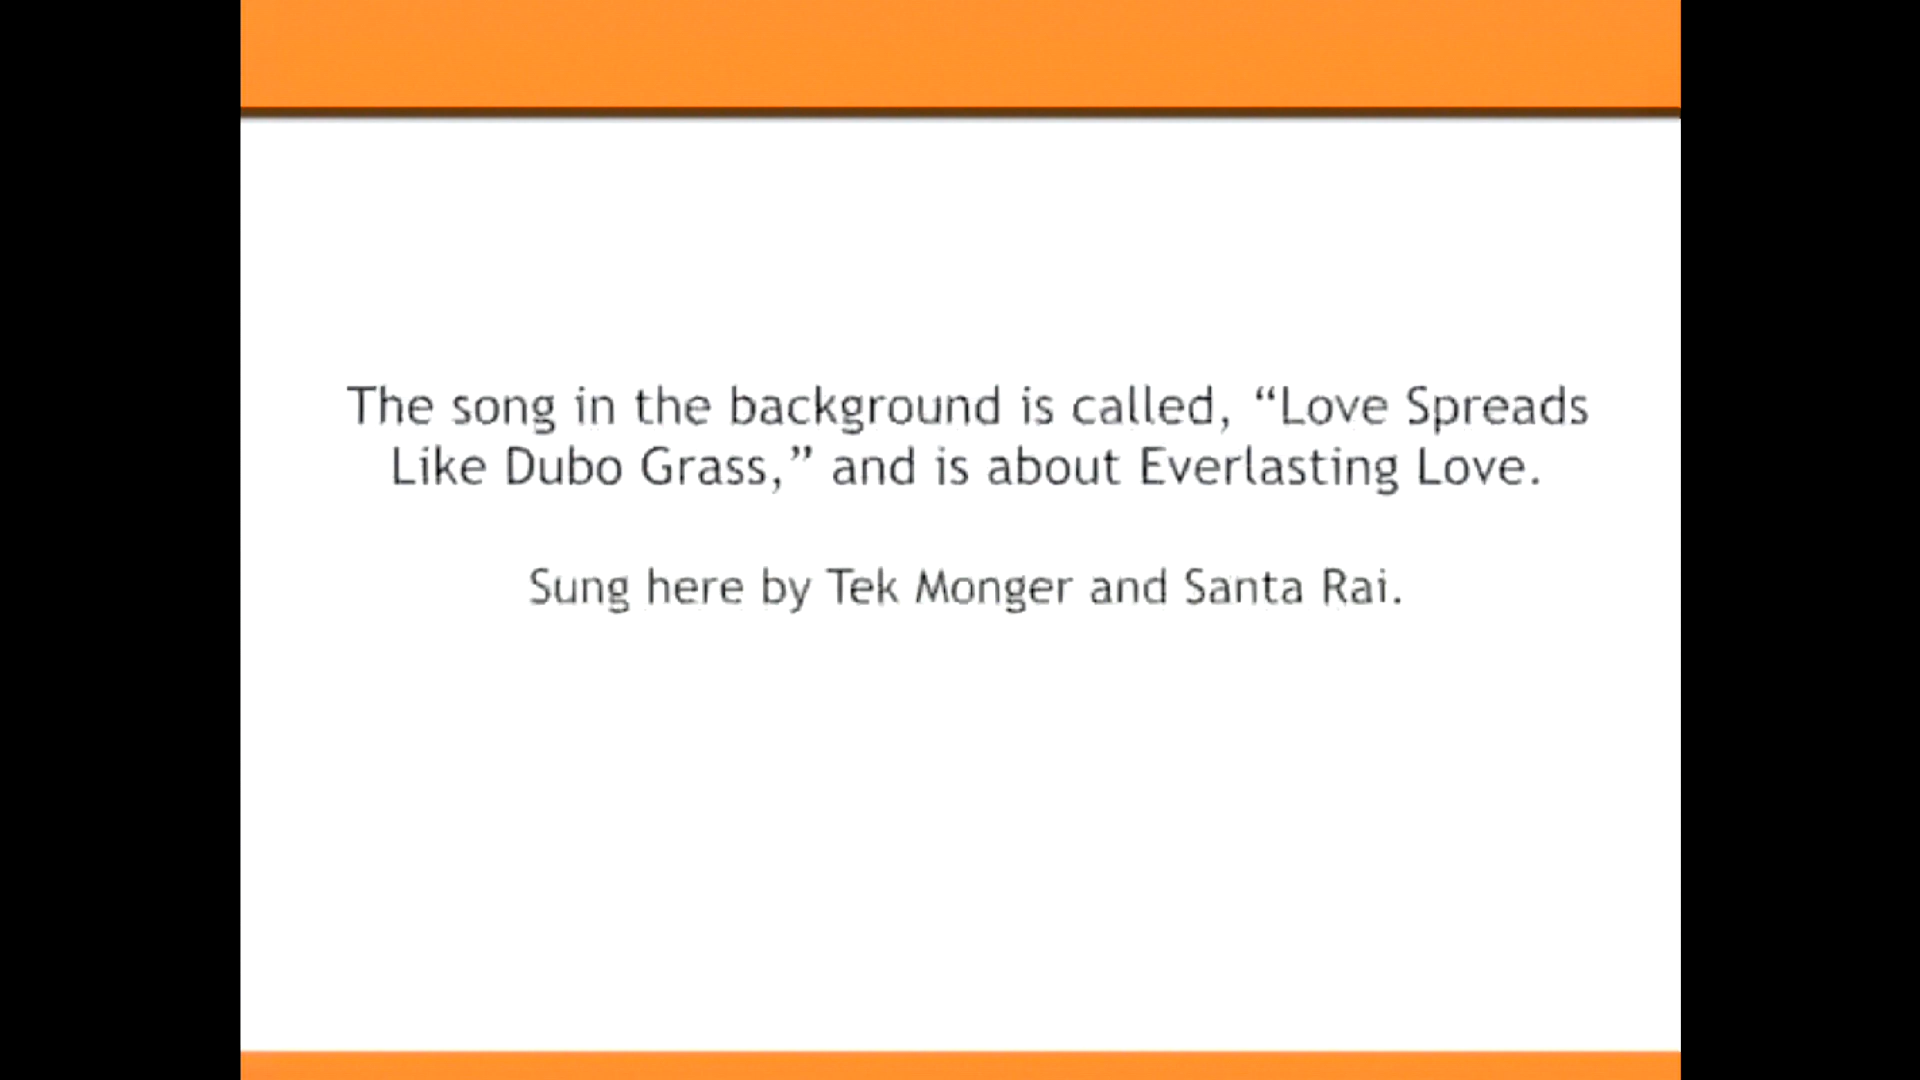 The song in the background is called, “Love Spreads
Like Dubo Grass,” and is about Everlasting Love.
Sung here by Tek Monger and Santa Rai.